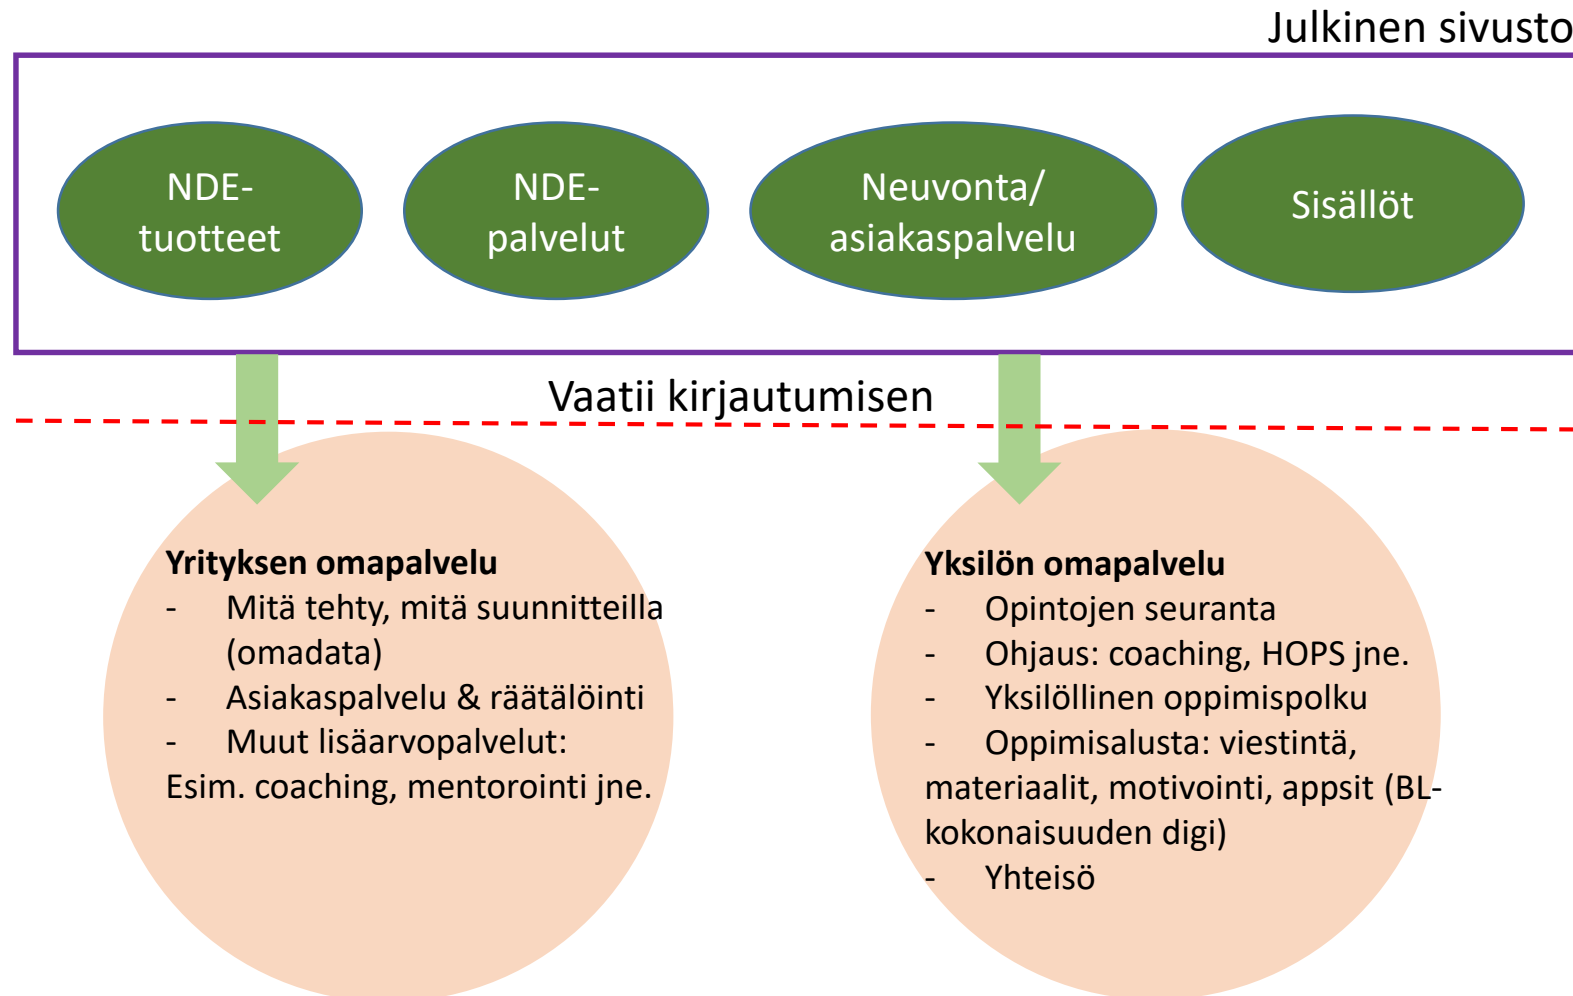 Julkinen sivusto
NDE-
tuotteet
NDE-
palvelut
Neuvonta/
asiakaspalvelu
Sisällöt
Vaatii kirjautumisen
Yrityksen omapalvelu
- Mitä tehty, mitä suunnitteilla
(omadata)
- Asiakaspalvelu & räätälöinti
- Muut lisäarvopalvelut:
Esim. coaching, mentorointi jne.
Yksilön omapalvelu
- Opintojen seuranta
- Ohjaus: coaching, HOPS jne.
- Yksilöllinen oppimispolku
- Oppimisalusta: viestintä,
materiaalit, motivointi, appsit (BL-
kokonaisuuden digi)
- Yhteisö